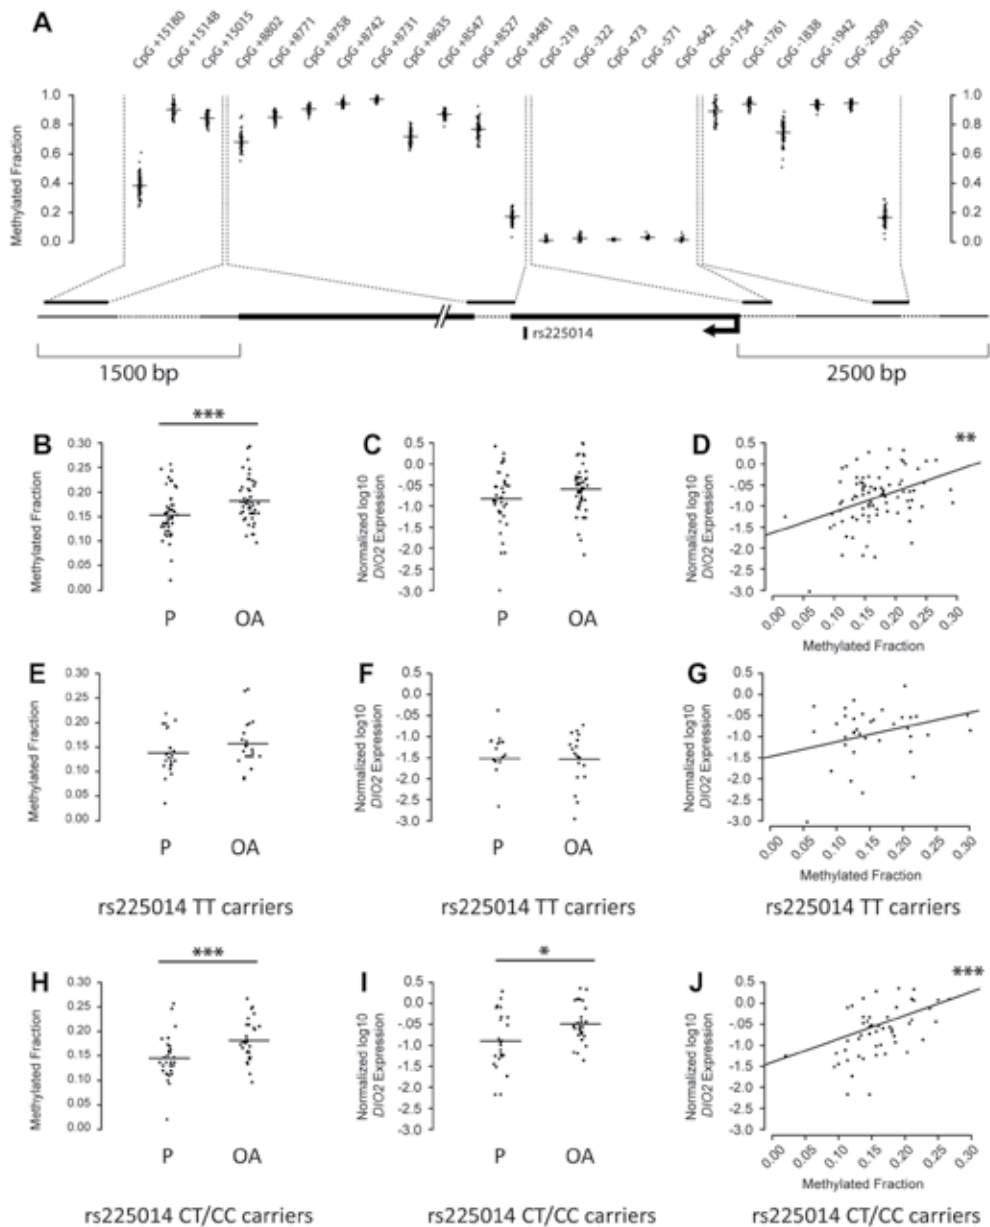 A
CpG +15180
CpG +15148
CpG +15015
CpG +8802
CpG +8771
CpG +8758
CpG +8742
CpG +8731
CpG +8635
CpG +8547
CpG +8527
CpG +8481
CpG -219
CpG -322
CpG -473
CpG -571
CpG -642
CpG -1754
CpG -1761
CpG -1838
CpG -1942
CpG -2009
CpG -2031
Methylated Fraction
1.0
0.8
0.6
0.4
0.2
0.0
1.0
0.8
0.6
0.4
0.2
0.0
rs225014
1500 bp
2500 bp
B
***
Methylated Fraction
0.30
0.25
0.20
0.15
0.10
0.05
0.00
P OA
C
Normalized log10
DIO2 Expression
0.5
0.0
-0.5
-1.0
-1.5
-2.0
-2.5
-3.0
P OA
D
**
Normalized log10
DIO2 Expression
0.5
0.0
-0.5
-1.0
-1.5
-2.0
-2.5
-3.0
0.00 0.05 0.10 0.15 0.20 0.25 0.30
Methylated Fraction
E
Methylated Fraction
0.30
0.25
0.20
0.15
0.10
0.05
0.00
P OA
rs225014 TT carriers
F
Normalized log10
DIO2 Expression
0.5
0.0
-.05
-1.0
-1.5
-2.0
-2.5
-3.0
P OA
rs225014 TT carriers
G
Normalized log10
DIO2 Expression
0.5
0.0
-.05
-1.0
-1.5
-2.0
-2.5
-3.0
0.00 0.05 0.10 0.15 0.20 0.25 0.30
Methylated Fraction
rs225014 TT carriers
H
***
Methylated Fraction
0.30
0.25
0.20
0.15
0.10
0.05
0.00
P OA
rs225014 CT/CC carriers
I
*
Normalized log10
DIO2 Expression
0.5
0.0
-.05
-1.0
-1.5
-2.0
-2.5
-3.0
P OA
rs225014 CT/CC carriers
J
***
Normalized log10
DIO2 Expression
0.5
0.0
-.05
-1.0
-1.5
-2.0
-2.5
-3.0
0.00 0.05 0.10 0.15 0.20 0.25 0.30
Methylated Fraction
rs225014 CT/CC carriers